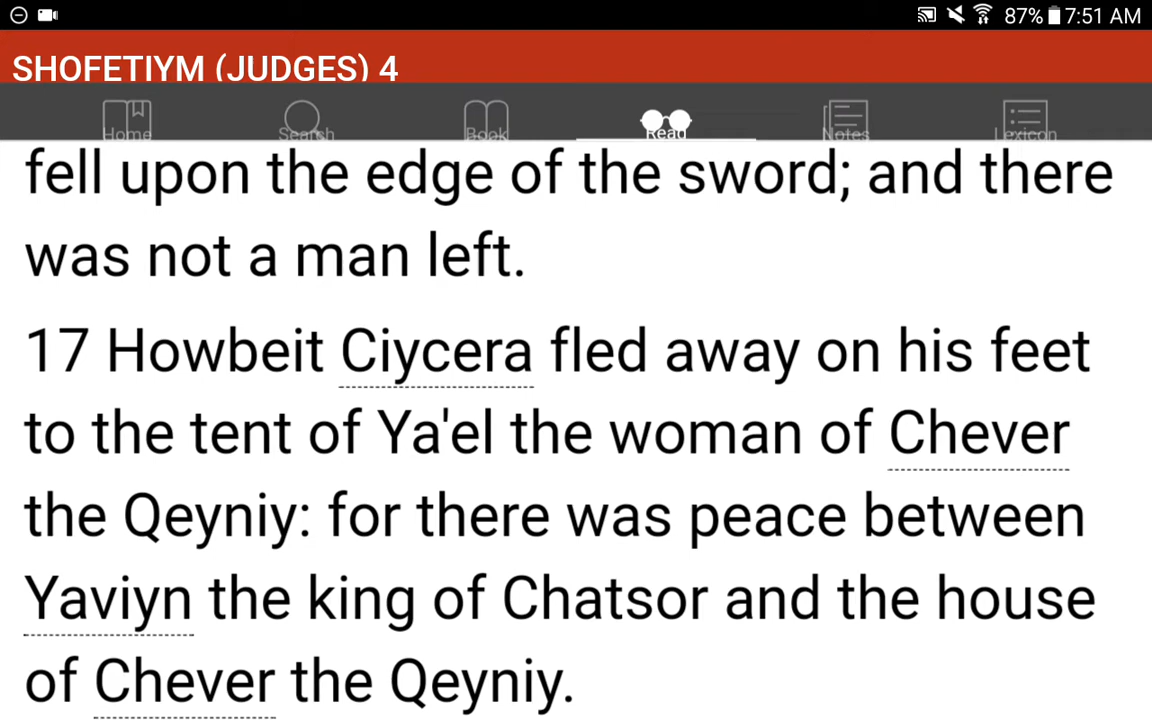 87% 7:51 AM
SHOFETIYM (JUDGES) 4
Home Search Book Read Notes Lexicon
fell upon the edge of the sword; and there
was not a man left.
17 Howbeit Ciycera fled away on his feet
to the tent of Ya'el the woman of Chever
the Qeyniy: for there was peace between
Yaviyn the king of Chatsor and the house
of Chever the Qeyniy.